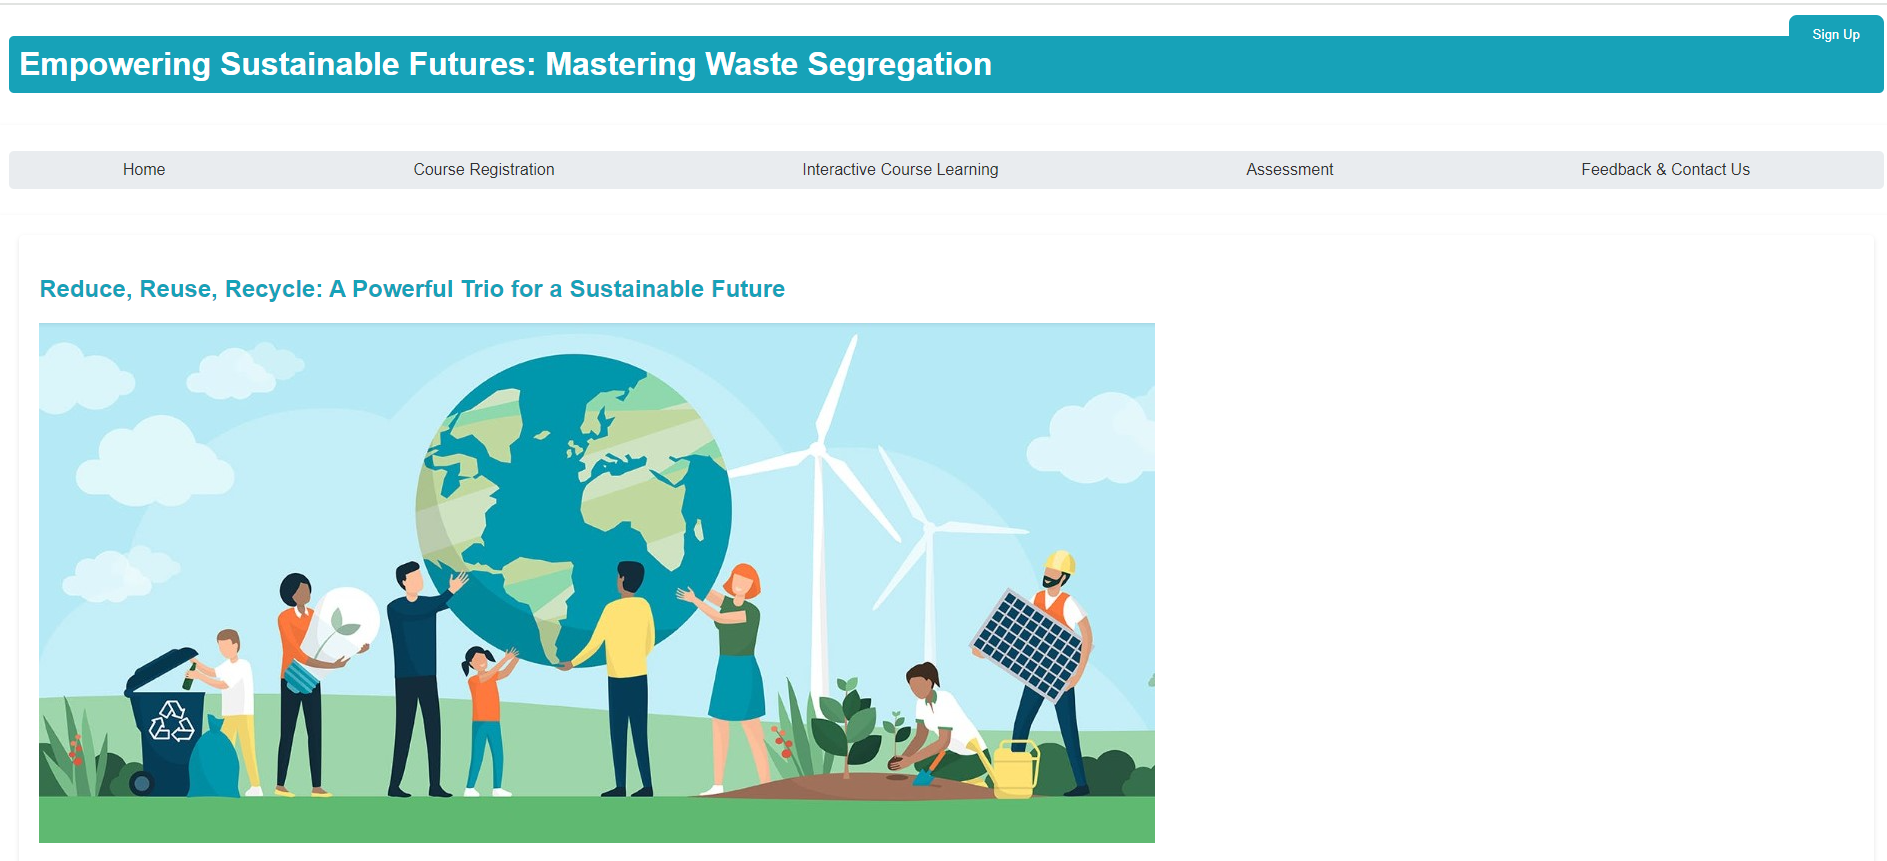 Sign Up
Empowering Sustainable Futures: Mastering Waste Segregation
Home Course Registration Interactive Course Learning Assessment Feedback & Contact Us
Reduce, Reuse, Recycle: A Powerful Trio for a Sustainable Future